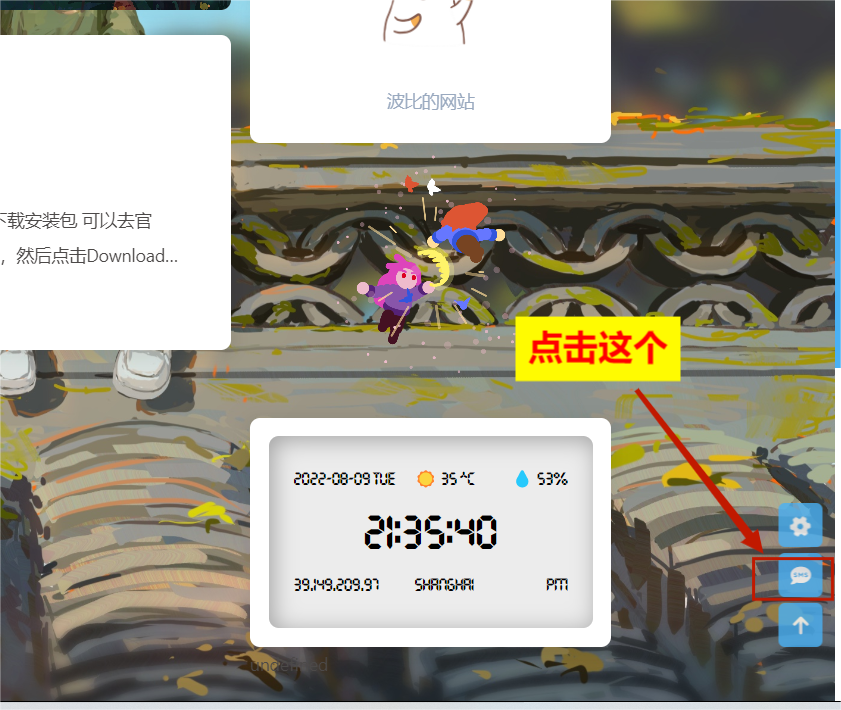 波比的网站
下载安装包 可以去官
，然后点击Download...
点击这个
2022-08-09 TUE 35 ℃ 53%
21:35:40
39.149.209.97 SHANGHAI PM
SMS
undefined